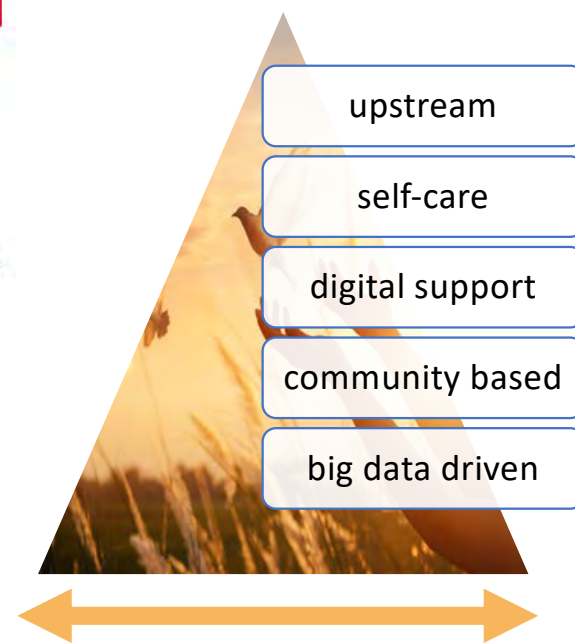 upstream
self-care
digital support
community based
big data driven